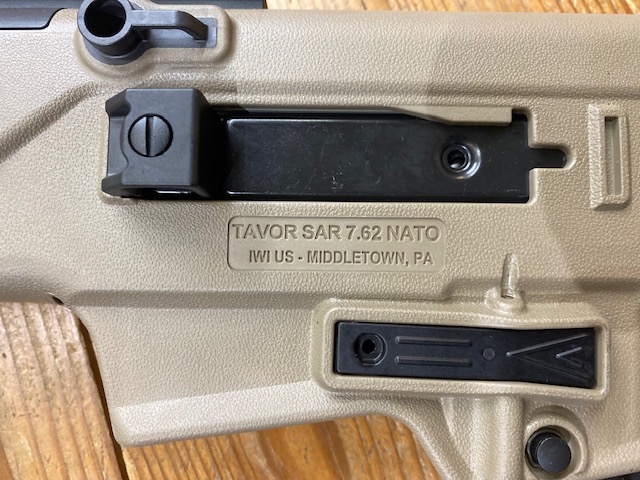 TAVOR SAR 7.62 NATO
IWI US - MIDDLETOWN, PA